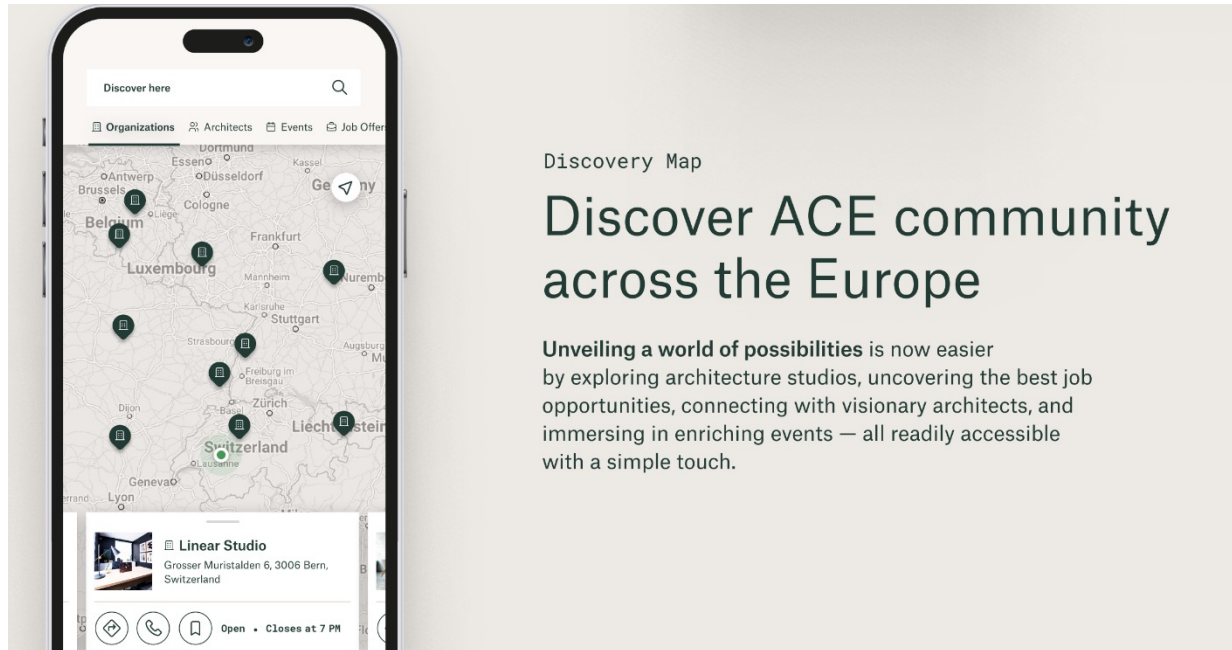 Discover here
Organizations
Architects
Events
Job Offer
Dortmund
Essen
Kassel
Antwerp
Düsseldorf
Brussels
Cologne
Liège
Belgium
Frankfurt
Luxembourg
Mannheim
Nuremb
Karlsruhe
Stuttgart
Strasbourg
Augsburg
Freiburg im
Breisgau
Dijon
Basel
Zürich
Switzerland
Lausanne
Geneva
Lyon
Linear Studio
Grosser Muristalden 6, 3006 Bern,
Switzerland
Open • Closes at 7 PM
Discovery Map
Discover ACE community
across the Europe
Unveiling a world of possibilities is now easier
by exploring architecture studios, uncovering the best job
opportunities, connecting with visionary architects, and
immersing in enriching events — all readily accessible
with a simple touch.